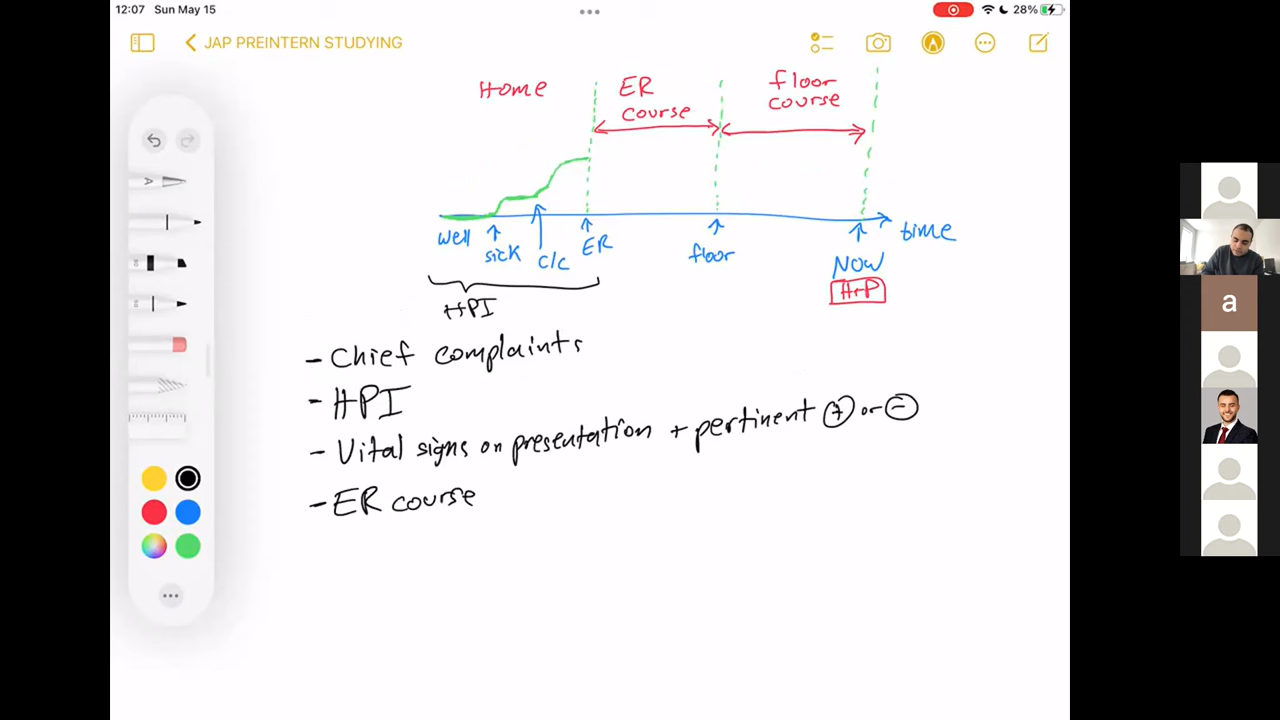 12:07 Sun May 15
28%
JAP PREINTERN STUDYING
Home
ER
course
floor
course
well
sick
c/c
ER
floor
NOW
time
H+P
HPI
- Chief complaints
- HPI
- Vital signs on presentation + pertinent ⊕ or ⊖
- ER course
A
a